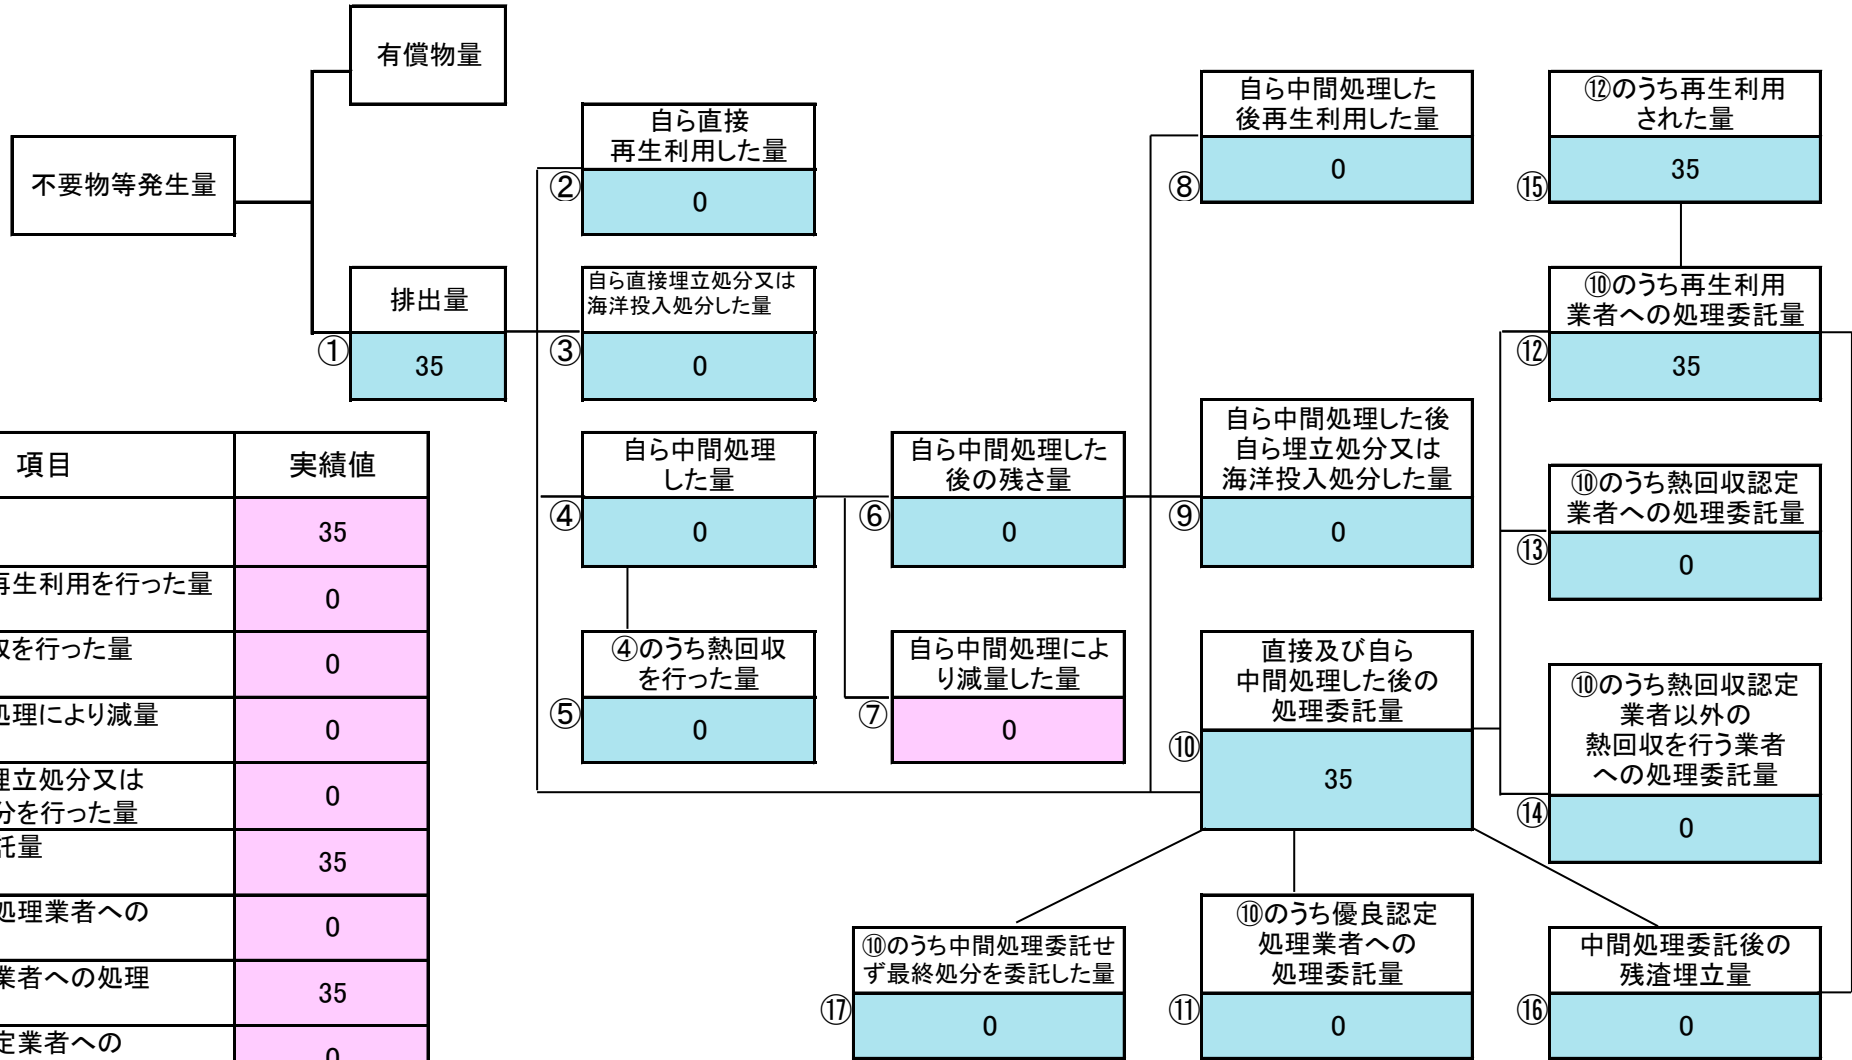 不要物等発生量
有償物量
排出量
①
35
自ら直接
再生利用した量
②
0
自ら直接埋立処分又は
海洋投入処分した量
③
0
自ら中間処理
した量
④
0
④のうち熱回収
を行った量
⑤
0
自ら中間処理した
後の残さ量
⑥
0
自ら中間処理によ
り減量した量
⑦
0
自ら中間処理した
後再生利用した量
⑧
0
自ら中間処理した後
自ら埋立処分又は
海洋投入処分した量
⑨
0
直接及び自ら
中間処理した後の
処理委託量
⑩
35
⑩のうち優良認定
処理業者への
処理委託量
⑪
0
⑫のうち再生利用
された量
⑮
35
⑩のうち再生利用
業者への処理委託量
⑫
35
⑩のうち熱回収認定
業者への処理委託量
⑬
0
⑩のうち熱回収認定
業者以外の
熱回収を行う業者
への処理委託量
⑭
0
中間処理委託後の
残渣埋立量
⑯
0
⑩のうち中間処理委託せ
ず最終処分を委託した量
⑰
0
項目 実績値
35
再生利用を行った量 0
を行った量 0
処理により減量 0
埋立処分又は
分を行った量 0
託量 35
処理業者への 0
業者への処理 35
定業者への 0